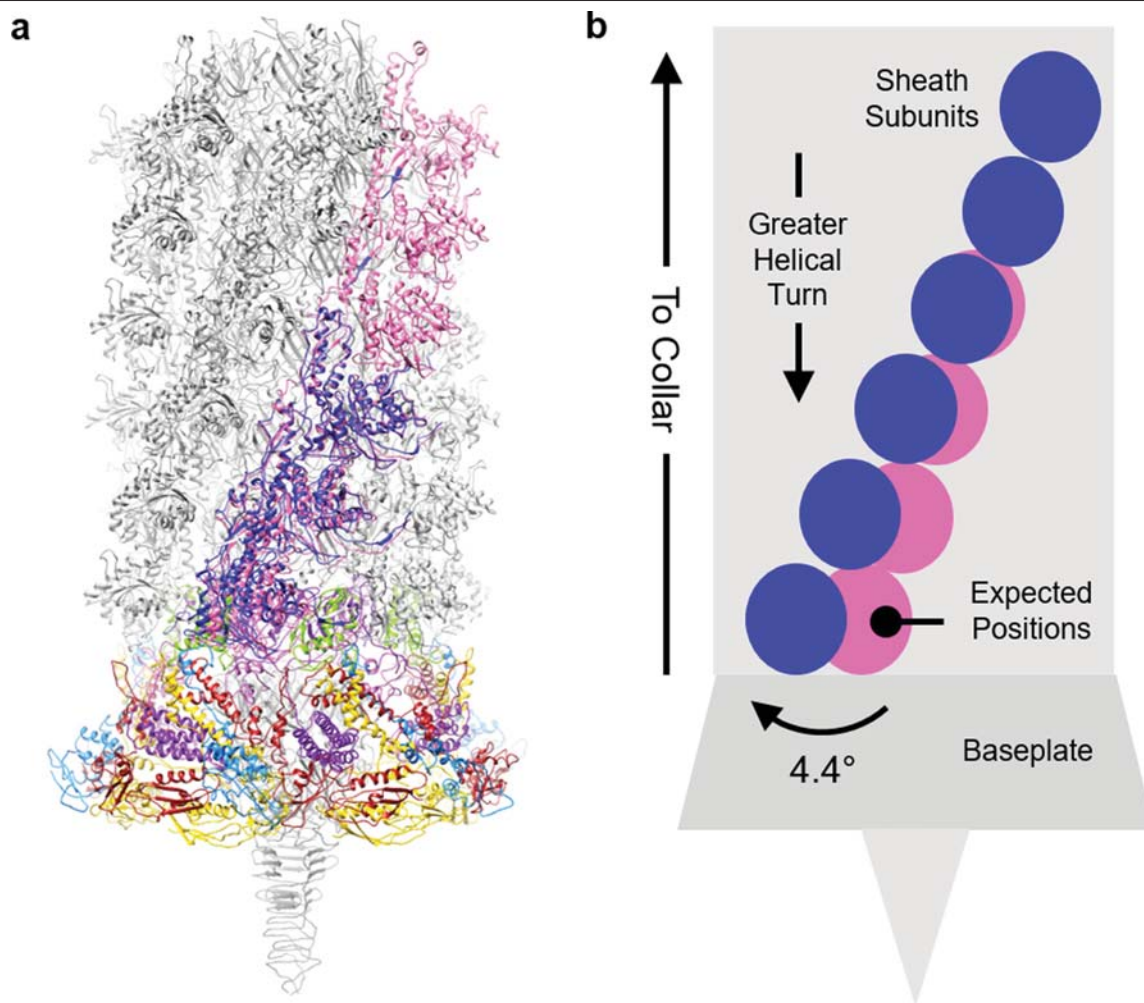 a
b
Sheath
Subunits
Greater
Helical
Turn
To Collar
Expected
Positions
Baseplate
4.4°